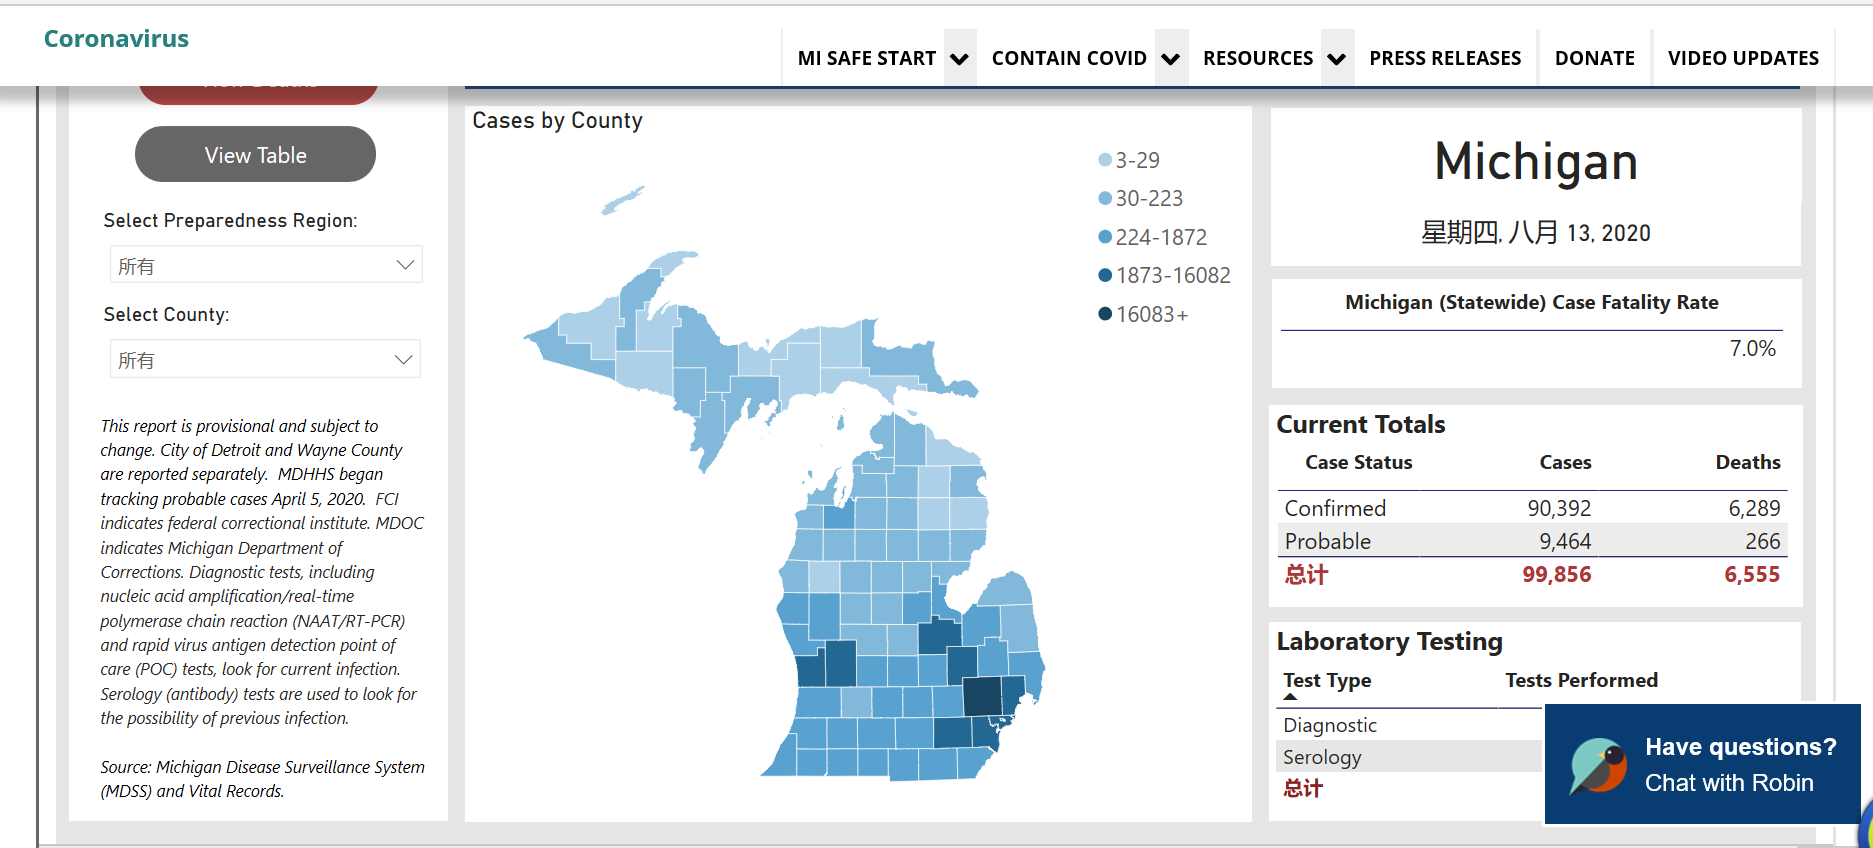 Coronavirus
MI SAFE START
CONTAIN COVID
RESOURCES
PRESS RELEASES
DONATE
VIDEO UPDATES
View Table
Select Preparedness Region:
所有
Select County:
所有
This report is provisional and subject to
change. City of Detroit and Wayne County
are reported separately. MDHHS began
tracking probable cases April 5, 2020. FCI
indicates federal correctional institute. MDOC
indicates Michigan Department of
Corrections. Diagnostic tests, including
nucleic acid amplification/real-time
polymerase chain reaction (NAAT/RT-PCR)
and rapid virus antigen detection point of
care (POC) tests, look for current infection.
Serology (antibody) tests are used to look for
the possibility of previous infection.
Source: Michigan Disease Surveillance System
(MDSS) and Vital Records.
Cases by County
3-29
30-223
224-1872
1873-16082
16083+
Michigan
星期四, 八月 13, 2020
Michigan (Statewide) Case Fatality Rate
7.0%
Current Totals
Case Status Cases Deaths
Confirmed 90,392 6,289
Probable 9,464 266
总计 99,856 6,555
Laboratory Testing
Test Type Tests Performed
Diagnostic
Serology
总计
Have questions?
Chat with Robin